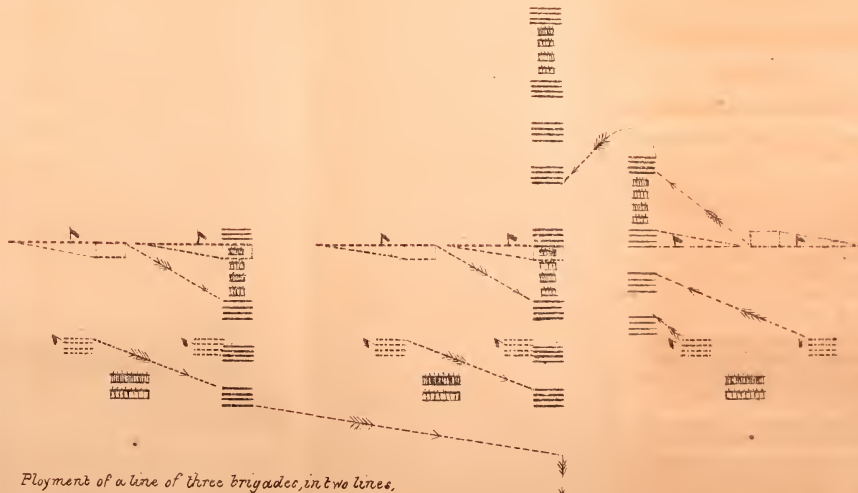 Ployment of a line of three brigades, in two lines,